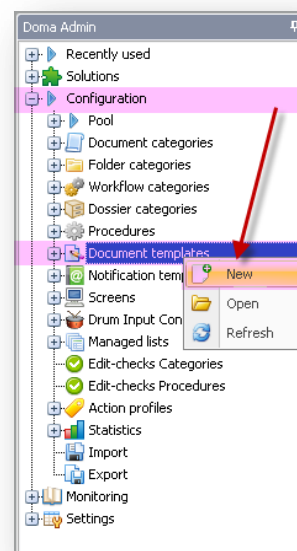 Doma Admin
Recently used
Solutions
Configuration
Pool
Document categories
Folder categories
Workflow categories
Dossier categories
Procedures
Document templates
New
Notification tem
Screens
Open
Drum Input Con
Managed lists
Refresh
Edit-checks Categories
Edit-checks Procedures
Action profiles
Statistics
Import
Export
Monitoring
Settings